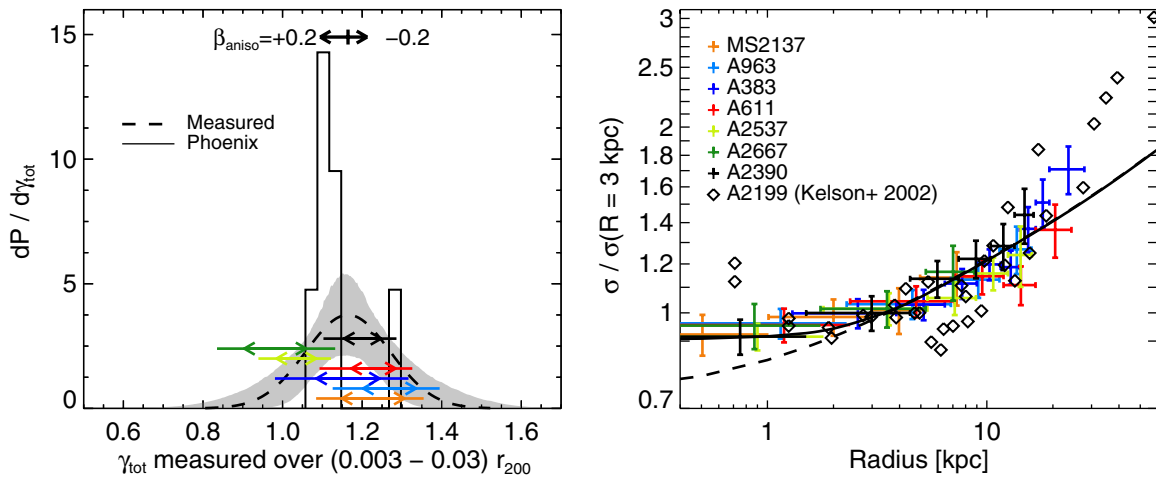 β_aniso=+0.2 −0.2
15
10
5
0
dP / dγ_tot
Measured
Phoenix
0.6 0.8 1.0 1.2 1.4 1.6
γ_tot measured over (0.003 − 0.03) r_200
3
2.5
2
1.8
1.6
1.4
1.2
1
0.7
σ / σ(R = 3 kpc)
MS2137
A963
A383
A611
A2537
A2667
A2390
A2199 (Kelson+ 2002)
1 10
Radius [kpc]